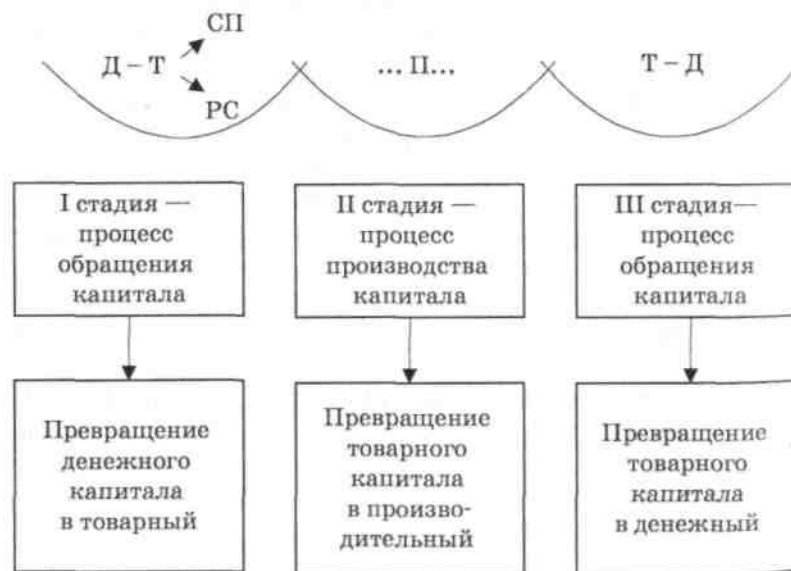 СП
Д – Т
РС
... П...
Т – Д
I стадия —
процесс
обращения
капитала
II стадия —
процесс
производства
капитала
III стадия—
процесс
обращения
капитала
Превращение
денежного
капитала
в товарный
Превращение
товарного
капитала
в произво-
дительный
Превращение
товарного
капитала
в денежный